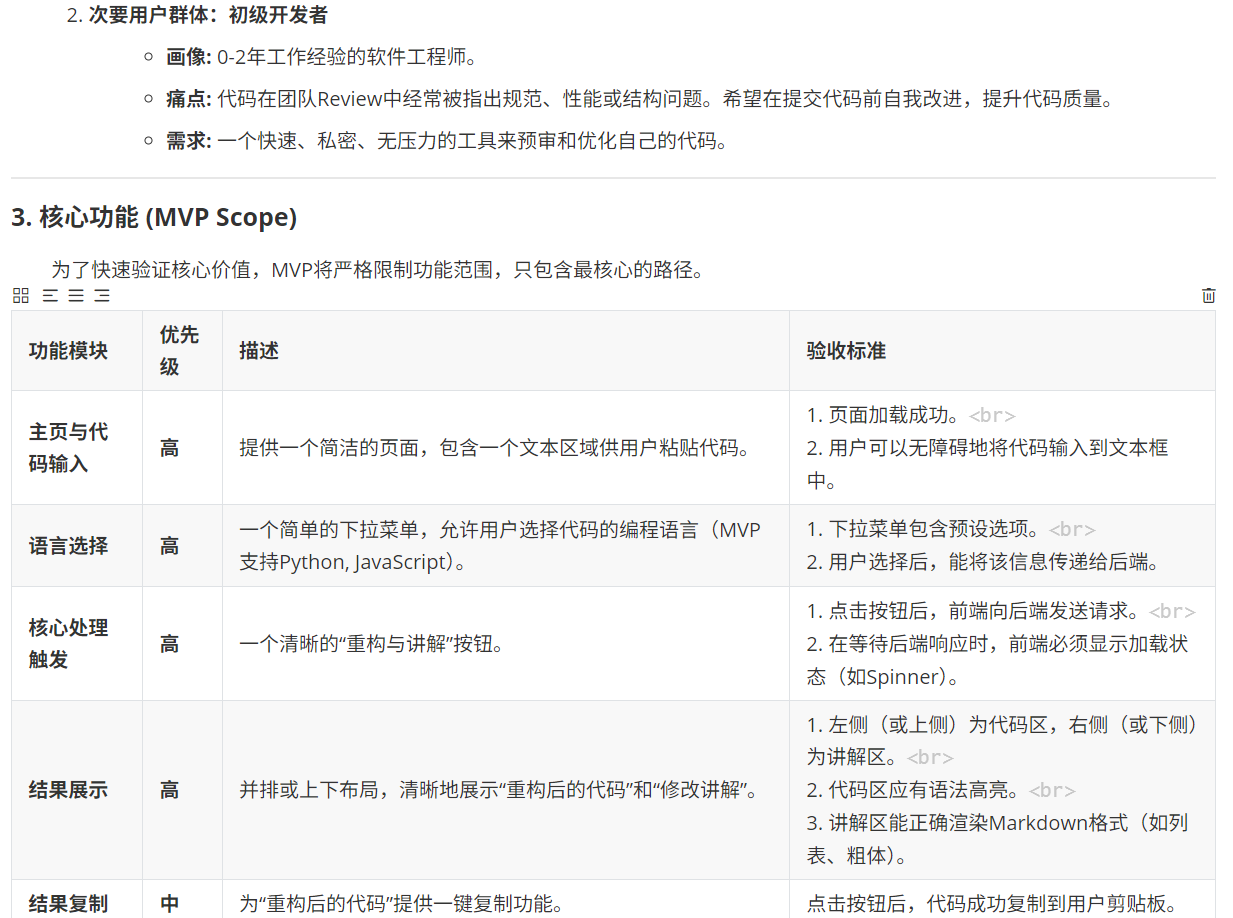 2. 次要用户群体：初级开发者
画像: 0-2年工作经验的软件工程师。
痛点: 代码在团队Review中经常被指出规范、性能或结构问题。希望在提交代码前自我改进，提升代码质量。
需求: 一个快速、私密、无压力的工具来预审和优化自己的代码。
3. 核心功能 (MVP Scope)
为了快速验证核心价值，MVP将严格限制功能范围，只包含最核心的路径。
功能模块
优先
级
描述
验收标准
主页与代
码输入
高
提供一个简洁的页面，包含一个文本区域供用户粘贴代码。
1. 页面加载成功。<br>
2. 用户可以无障碍地将代码输入到文本框
中。
语言选择
高
一个简单的下拉菜单，允许用户选择代码的编程语言（MVP
支持Python, JavaScript）。
1. 下拉菜单包含预设选项。<br>
2. 用户选择后，能将该信息传递给后端。
核心处理
触发
高
一个清晰的“重构与讲解”按钮。
1. 点击按钮后，前端向后端发送请求。<br>
2. 在等待后端响应时，前端必须显示加载状
态（如Spinner）。
结果展示
高
并排或上下布局，清晰地展示“重构后的代码”和“修改讲解”。
1. 左侧（或上侧）为代码区，右侧（或下侧）
为讲解区。<br>
2. 代码区应有语法高亮。<br>
3. 讲解区能正确渲染Markdown格式（如列
表、粗体）。
结果复制
中
为“重构后的代码”提供一键复制功能。
点击按钮后，代码成功复制到用户剪贴板。